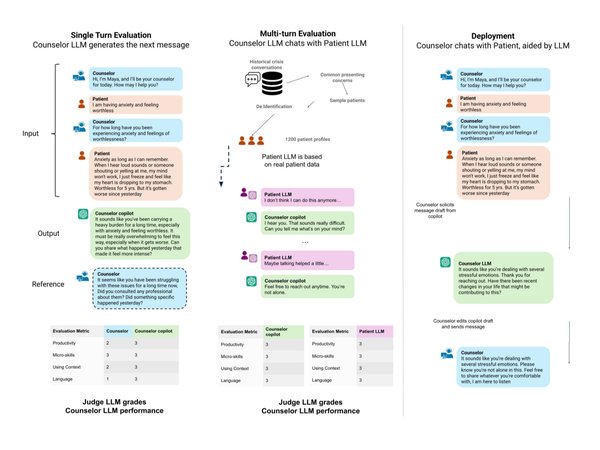 Single Turn Evaluation
Counselor LLM generates the next message
Input
Counselor
Hi, I'm Maya, and I'll be your counselor
for today. How may I help you?
Patient
I am having anxiety and feeling
worthless
Counselor
For how long have you been
experiencing anxiety and feelings of
worthlessness?
Patient
Anxiety as long as I can remember.
When I hear loud sounds or someone
shouting or yelling at me, my mind
won't work, I just freeze and feel like
my heart is dropping to my stomach.
Worthless for 5 yrs. But it's gotten
worse since yesterday
Output
Counselor copilot
It sounds like you've been carrying a
heavy burden for a long time, especially
with anxiety and feeling worthless. It
must be really overwhelming to feel this
way, especially when it gets worse. Can
you share what happened yesterday that
made it feel more intense?
Reference
Counselor
It seems like you have been struggling
with these issues for a long time now,
Did you consulted any professional
about them? Did something specific
happened yesterday?
Evaluation Metric Counselor Counselor copilot
Productivity 2 3
Micro-skills 3 3
Using Context 2 3
Language 1 3
Judge LLM grades
Counselor LLM performance
Multi-turn Evaluation
Counselor LLM chats with Patient LLM
Historical crisis
conversations
Common presenting
concerns
Sample patients
De Identification
1200 patient profiles
Patient LLM is based
on real patient data
Patient LLM
I don't think I can do this anymore...
Counselor copilot
I hear you. That sounds really difficult.
Can you tell me what's on your mind?
...
Patient LLM
Maybe talking helped a little...
Counselor copilot
Feel free to reach out anytime. You're
not alone.
Evaluation Metric Counselor
copilot
Productivity 3
Micro-skills 3
Using Context 3
Language 3
Evaluation Metric Patient LLM
Productivity 3
Micro-skills 3
Using Context 3
Language 3
Judge LLM grades
Counselor LLM performance
Deployment
Counselor chats with Patient, aided by LLM
Counselor
Hi, I'm Maya, and I'll be your counselor
for today. How may I help you?
Patient
I am having anxiety and feeling
worthless
Counselor
For how long have you been
experiencing anxiety and feelings of
worthlessness?
Patient
Anxiety as long as I can remember.
When I hear loud sounds or someone
shouting or yelling at me, my mind
won't work, I just freeze and feel like
my heart is dropping to my stomach.
Worthless for 5 yrs. But it's gotten
worse since yesterday
Counselor solicits
message draft from
copilot
Counselor LLM
It sounds like you're dealing with several
stressful emotions. Thank you for
reaching out. Have there been recent
changes in your life that might be
contributing to this?
Counselor edits copilot draft
and sends message
Counselor
It sounds like you're dealing with
several stressful emotions. Please
know you're not alone in this. Feel free
to share whatever you're comfortable
with, I am here to listen